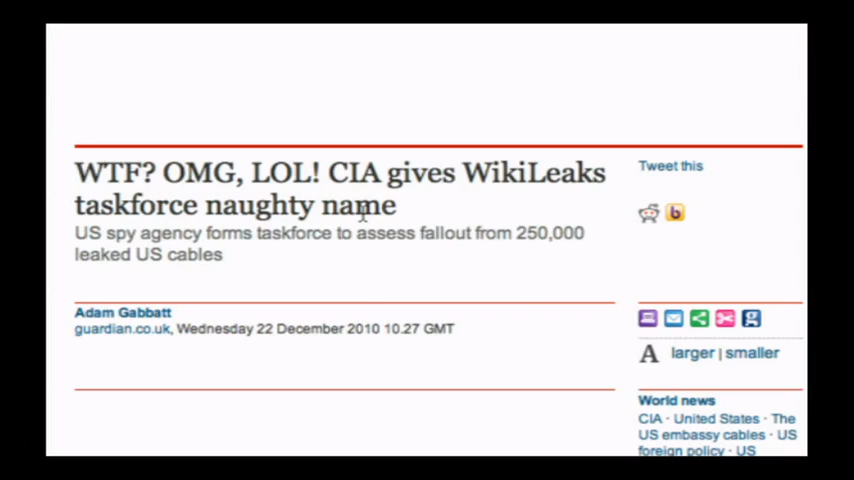 WTF? OMG, LOL! CIA gives WikiLeaks
taskforce naughty name
US spy agency forms taskforce to assess fallout from 250,000
leaked US cables
Adam Gabbatt
guardian.co.uk, Wednesday 22 December 2010 10.27 GMT
Tweet this
A larger | smaller
World news
CIA · United States · The
US embassy cables · US
foreign policy · US